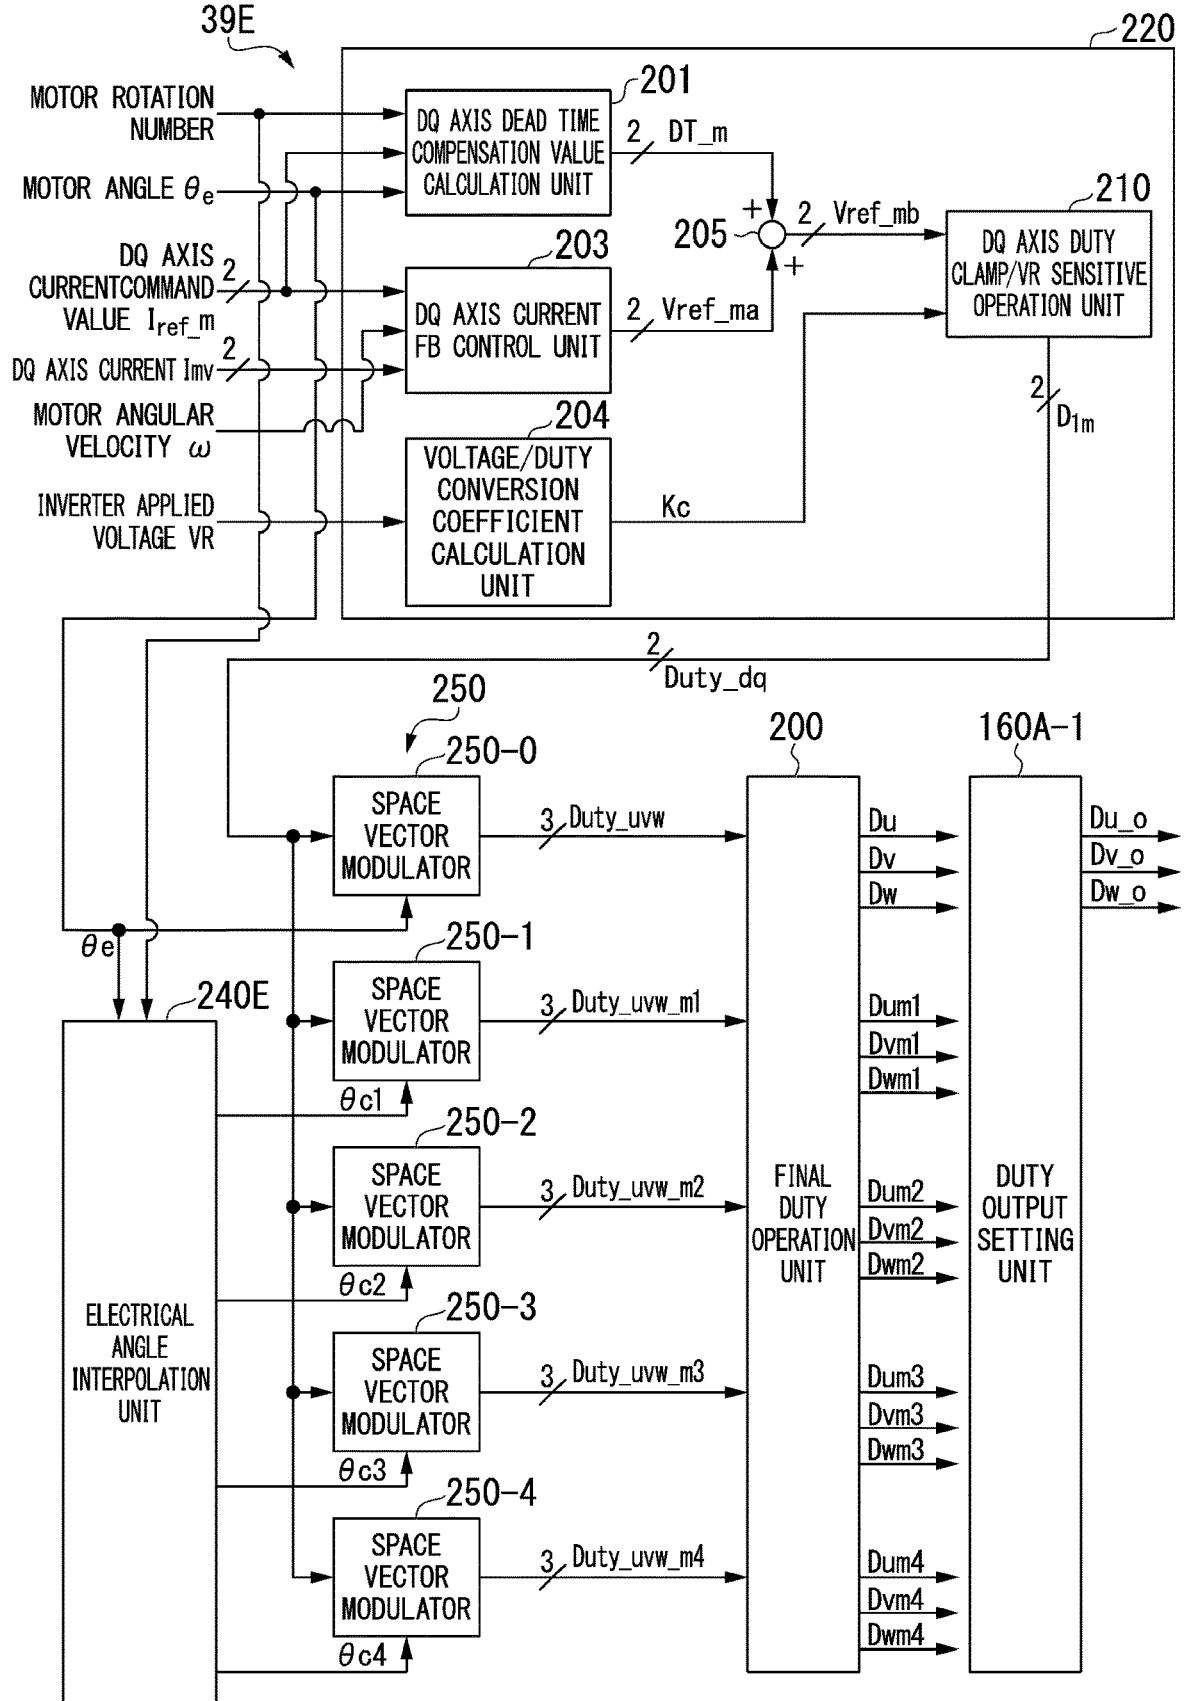 39E
220
MOTOR ROTATION
NUMBER
201
DQ AXIS DEAD TIME
COMPENSATION VALUE
CALCULATION UNIT
2
DT_m
MOTOR ANGLE θe
+
205
+
2
Vref_mb
210
DQ AXIS DUTY
CLAMP/VR SENSITIVE
OPERATION UNIT
DQ AXIS
CURRENTCOMMAND
VALUE Iref_m
2
203
DQ AXIS CURRENT
FB CONTROL UNIT
2
Vref_ma
DQ AXIS CURRENT Imv
2
MOTOR ANGULAR
VELOCITY ω
2
D1m
204
VOLTAGE/DUTY
CONVERSION
COEFFICIENT
CALCULATION
UNIT
Kc
INVERTER APPLIED
VOLTAGE VR
2
Duty_dq
250
250-0
SPACE
VECTOR
MODULATOR
3
Duty_uvw
200
160A-1
Du
Dv
Dw
Du_o
Dv_o
Dw_o
θe
240E
250-1
SPACE
VECTOR
MODULATOR
3
Duty_uvw_m1
Dum1
Dvm1
Dwm1
θc1
250-2
SPACE
VECTOR
MODULATOR
3
Duty_uvw_m2
FINAL
DUTY
OPERATION
UNIT
Dum2
Dvm2
Dwm2
DUTY
OUTPUT
SETTING
UNIT
θc2
ELECTRICAL
ANGLE
INTERPOLATION
UNIT
250-3
SPACE
VECTOR
MODULATOR
3
Duty_uvw_m3
Dum3
Dvm3
Dwm3
θc3
250-4
SPACE
VECTOR
MODULATOR
3
Duty_uvw_m4
Dum4
Dvm4
Dwm4
θc4